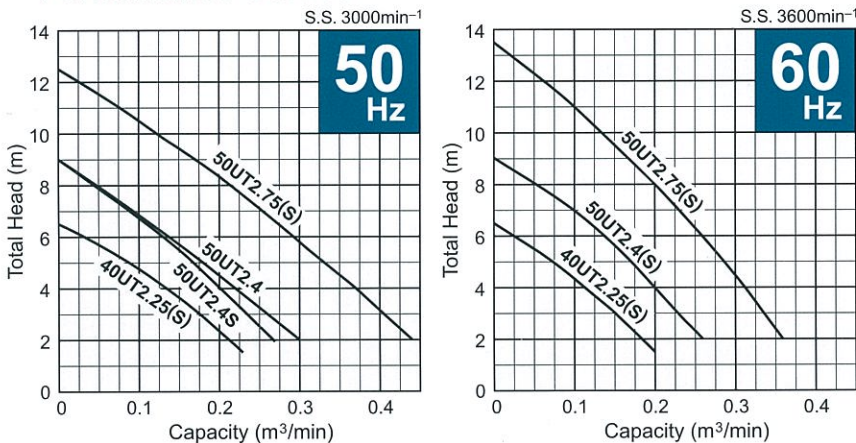 S.S. 3000min⁻¹
50
Hz
Total Head (m)
14
12
10
8
6
4
2
0
50UT2.75(S)
50UT2.4
50UT2.4S
40UT2.25(S)
0
0.1
0.2
0.3
0.4
Capacity (m³/min)
S.S. 3600min⁻¹
60
Hz
Total Head (m)
14
12
10
8
6
4
2
0
50UT2.75(S)
50UT2.4(S)
40UT2.25(S)
0
0.1
0.2
0.3
0.4
Capacity (m³/min)